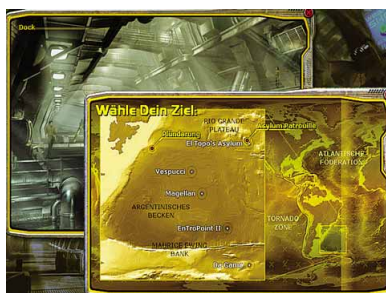 Dock
Wähle Dein Ziel:
RIO GRANDE
PLATEAU
Plünderung
Asylum Patrouille
El Topo's Asylum
ATLANTISCHE
FÖDERATION
Vespucci
Magellan
ARGENTINISCHES
BECKEN
TORNADO
ZONE
EnTroPoint II
MAURICE EWING
BANK
Da Gama